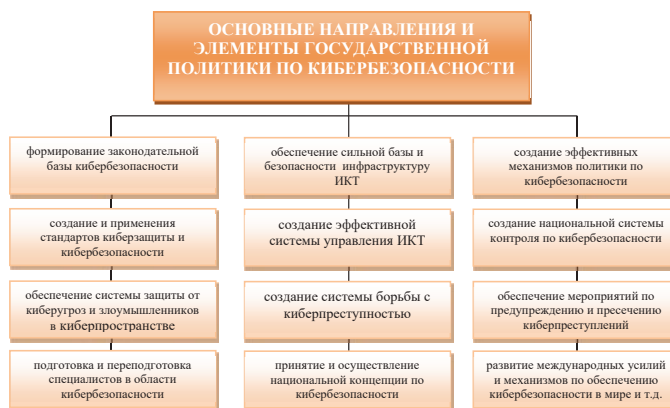 ОСНОВНЫЕ НАПРАВЛЕНИЯ И
ЭЛЕМЕНТЫ ГОСУДАРСТВЕННОЙ
ПОЛИТИКИ ПО КИБЕРБЕЗОПАСНОСТИ
формирование законодательной
базы кибербезопасности
создание и применения
стандартов киберзащиты и
кибербезопасности
обеспечение системы защиты от
киберугроз и злоумышленников
в киберпространстве
подготовка и переподготовка
специалистов в области
кибербезопасности
обеспечение сильной базы и
безопасности инфраструктуру
ИКТ
создание эффективной
системы управления ИКТ
создание системы борьбы с
киберпреступностью
принятие и осуществление
национальной концепции по
кибербезопасности
создание эффективных
механизмов политики по
кибербезопасности
создание национальной системы
контроля по кибербезопасности
обеспечение мероприятий по
предупреждению и пресечению
киберпреступлений
развитие международных усилий
и механизмов по обеспечению
кибербезопасности в мире и т.д.